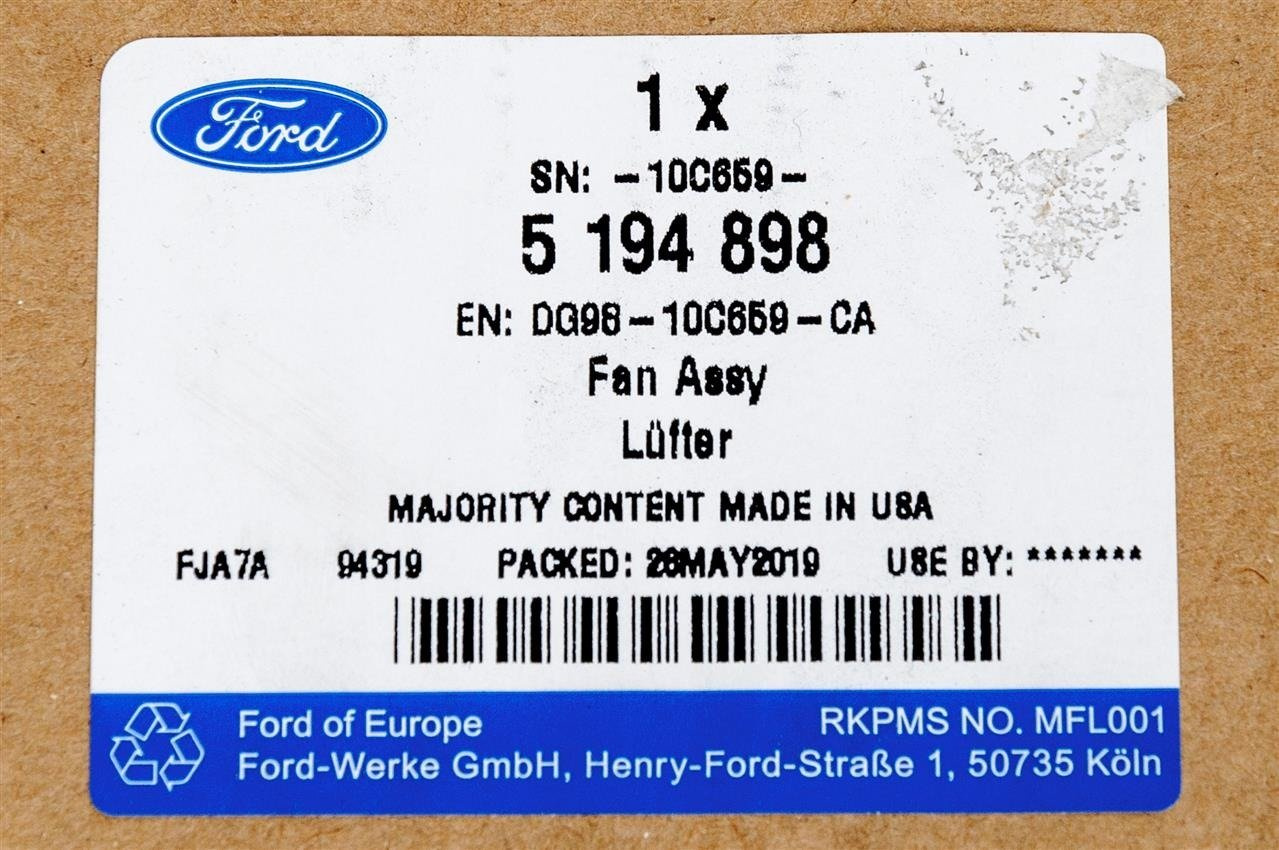 Ford
1 x
SN: -10C659-
5 194 898
EN: DG98-10C659-CA
Fan Assy
Lüfter
MAJORITY CONTENT MADE IN USA
FJA7A 94319 PACKED: 28MAY2019 USE BY: *******
Ford of Europe RKPMS NO. MFL001
Ford-Werke GmbH, Henry-Ford-Straße 1, 50735 Köln